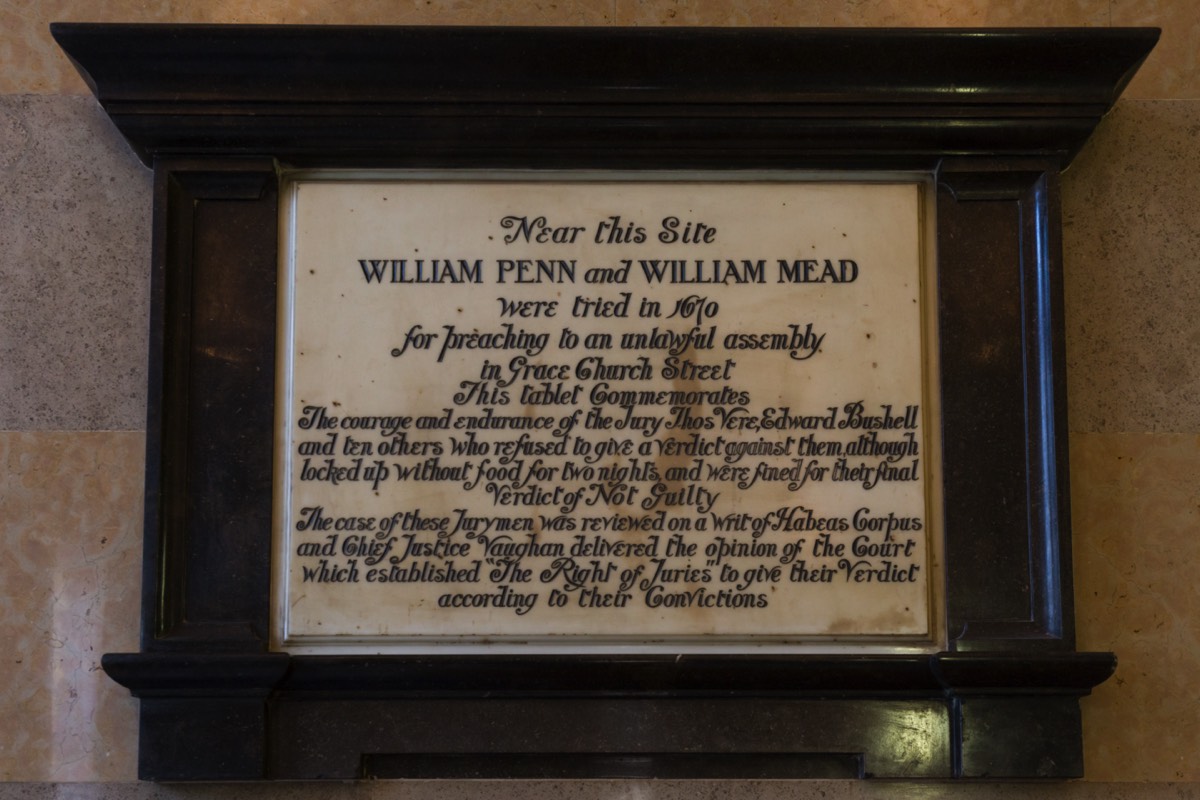 Near this Site
WILLIAM PENN and WILLIAM MEAD
were tried in 1670
for preaching to an unlawful assembly
in Grace Church Street
This tablet Commemorates
The courage and endurance of the Jury Thos Vere, Edward Bushell
and ten others who refused to give a verdict against them, although
locked up without food for two nights, and were fined for their final
Verdict of Not Guilty
The case of these Jurymen was reviewed on a writ of Habeas Corpus
and Chief Justice Vaughan delivered the opinion of the Court
which established "The Right of Juries" to give their Verdict
according to their Convictions